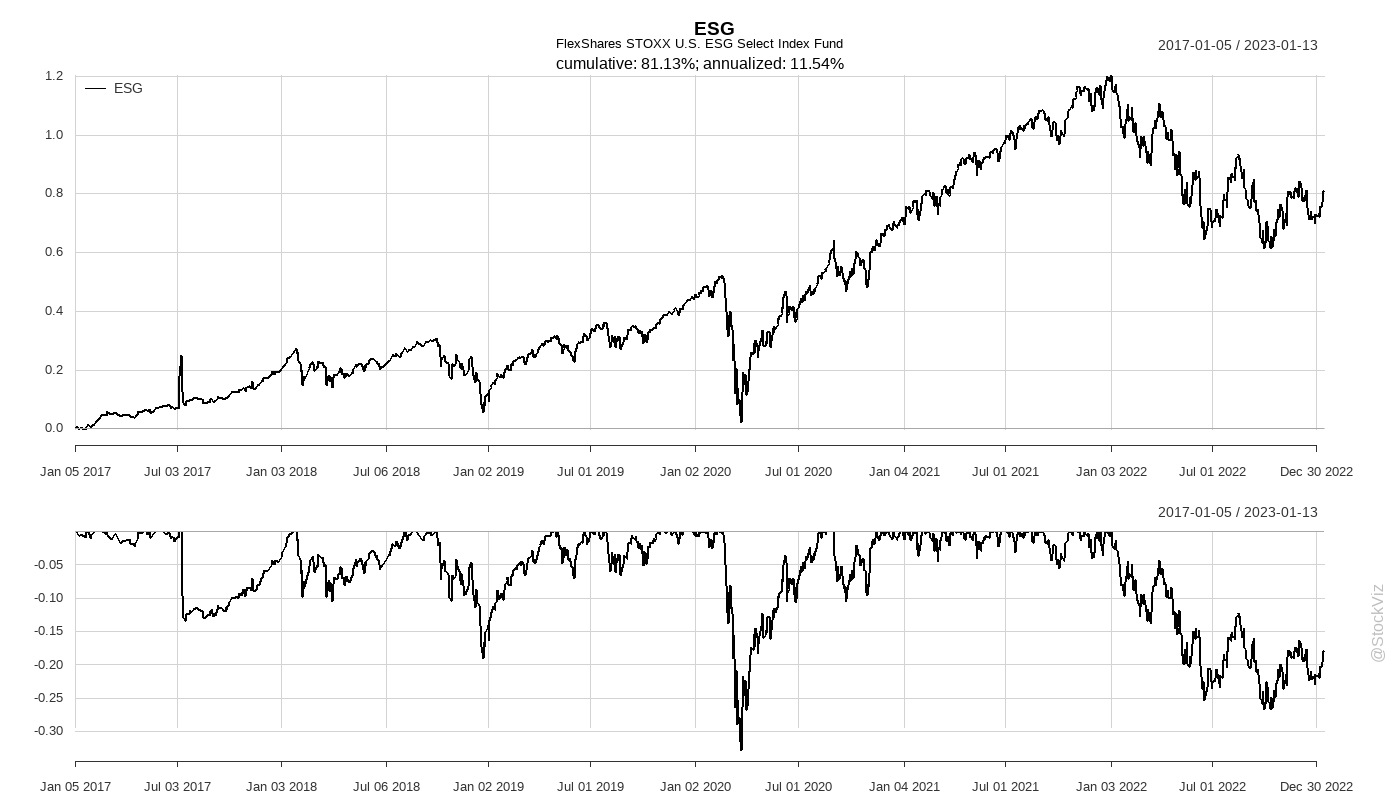 ESG
FlexShares STOXX U.S. ESG Select Index Fund
2017-01-05 / 2023-01-13
cumulative: 81.13%; annualized: 11.54%
ESG
1.2
1.0
0.8
0.6
0.4
0.2
0.0
Jan 05 2017 Jul 03 2017 Jan 03 2018 Jul 06 2018 Jan 02 2019 Jul 01 2019 Jan 02 2020 Jul 01 2020 Jan 04 2021 Jul 01 2021 Jan 03 2022 Jul 01 2022 Dec 30 2022
2017-01-05 / 2023-01-13
-0.05
-0.10
-0.15
-0.20
-0.25
-0.30
Jan 05 2017 Jul 03 2017 Jan 03 2018 Jul 06 2018 Jan 02 2019 Jul 01 2019 Jan 02 2020 Jul 01 2020 Jan 04 2021 Jul 01 2021 Jan 03 2022 Jul 01 2022 Dec 30 2022
@StockViz